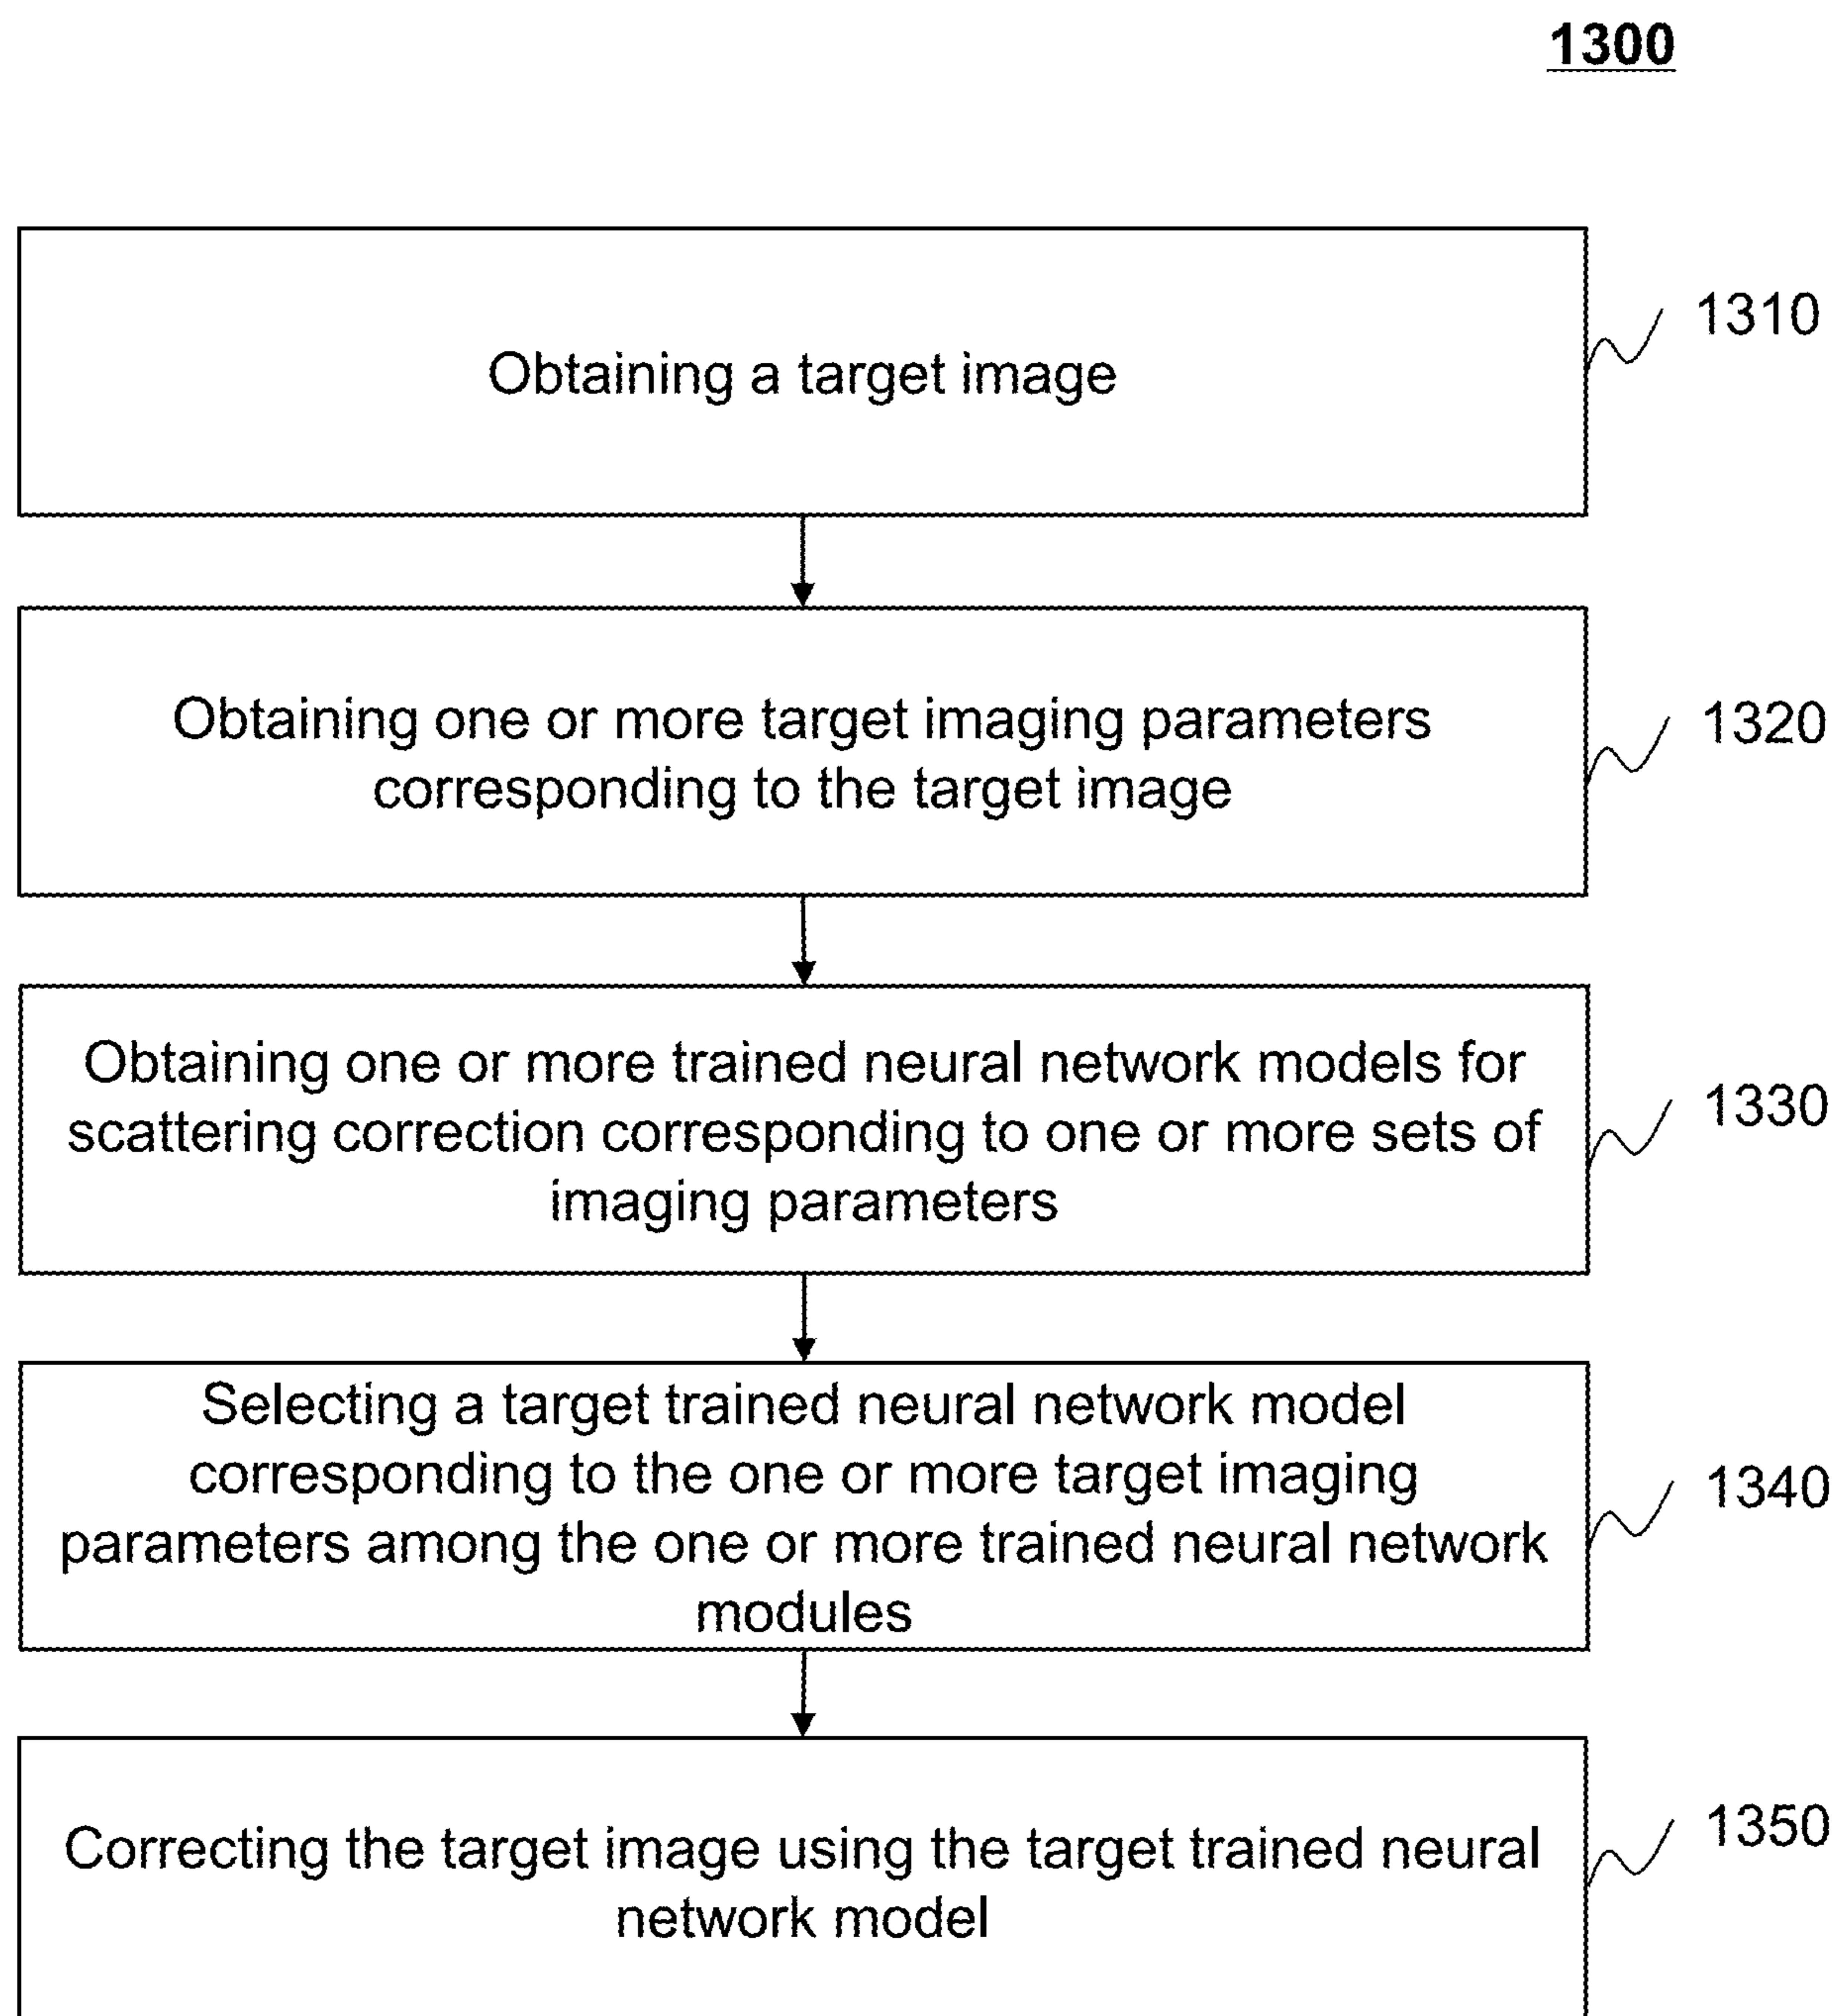 1300
Obtaining a target image
1310
Obtaining one or more target imaging parameters
corresponding to the target image
1320
Obtaining one or more trained neural network models for
scattering correction corresponding to one or more sets of
imaging parameters
1330
Selecting a target trained neural network model
corresponding to the one or more target imaging
parameters among the one or more trained neural network
modules
1340
Correcting the target image using the target trained neural
network model
1350